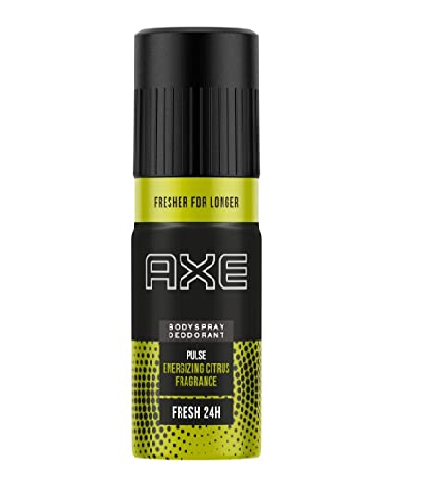 FRESHER FOR LONGER
AXE
BODYSPRAY
DEODORANT
PULSE
ENERGIZING CITRUS
FRAGRANCE
FRESH 24H